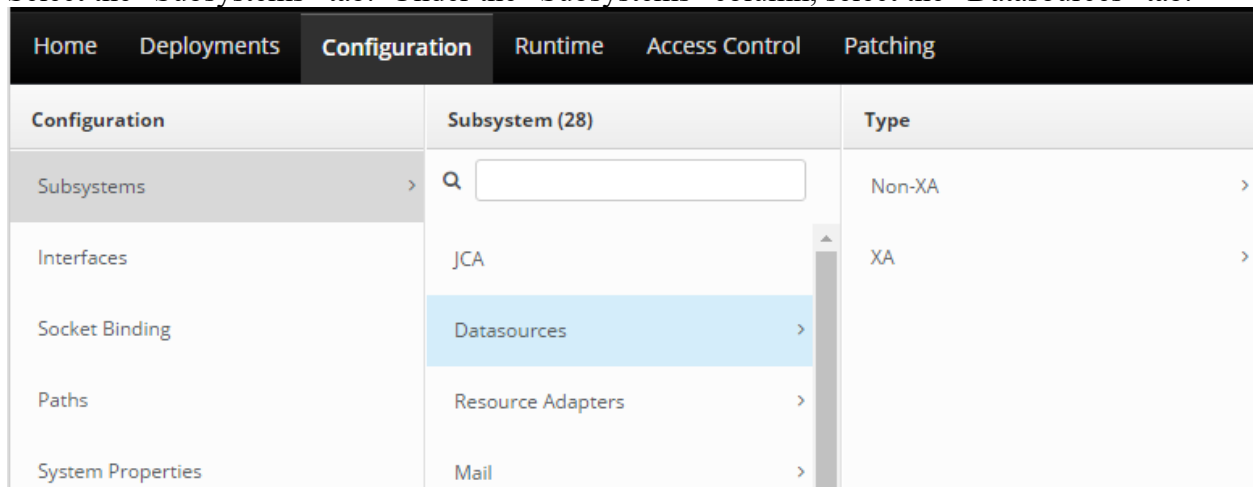 Select the "Subsystems" tab. Under the "Subsystems" column, select the "Datasources" tab.
Home Deployments Configuration Runtime Access Control Patching
Configuration Subsystem (28) Type
Subsystems Non-XA
Interfaces JCA XA
Socket Binding Datasources
Paths Resource Adapters
System Properties Mail